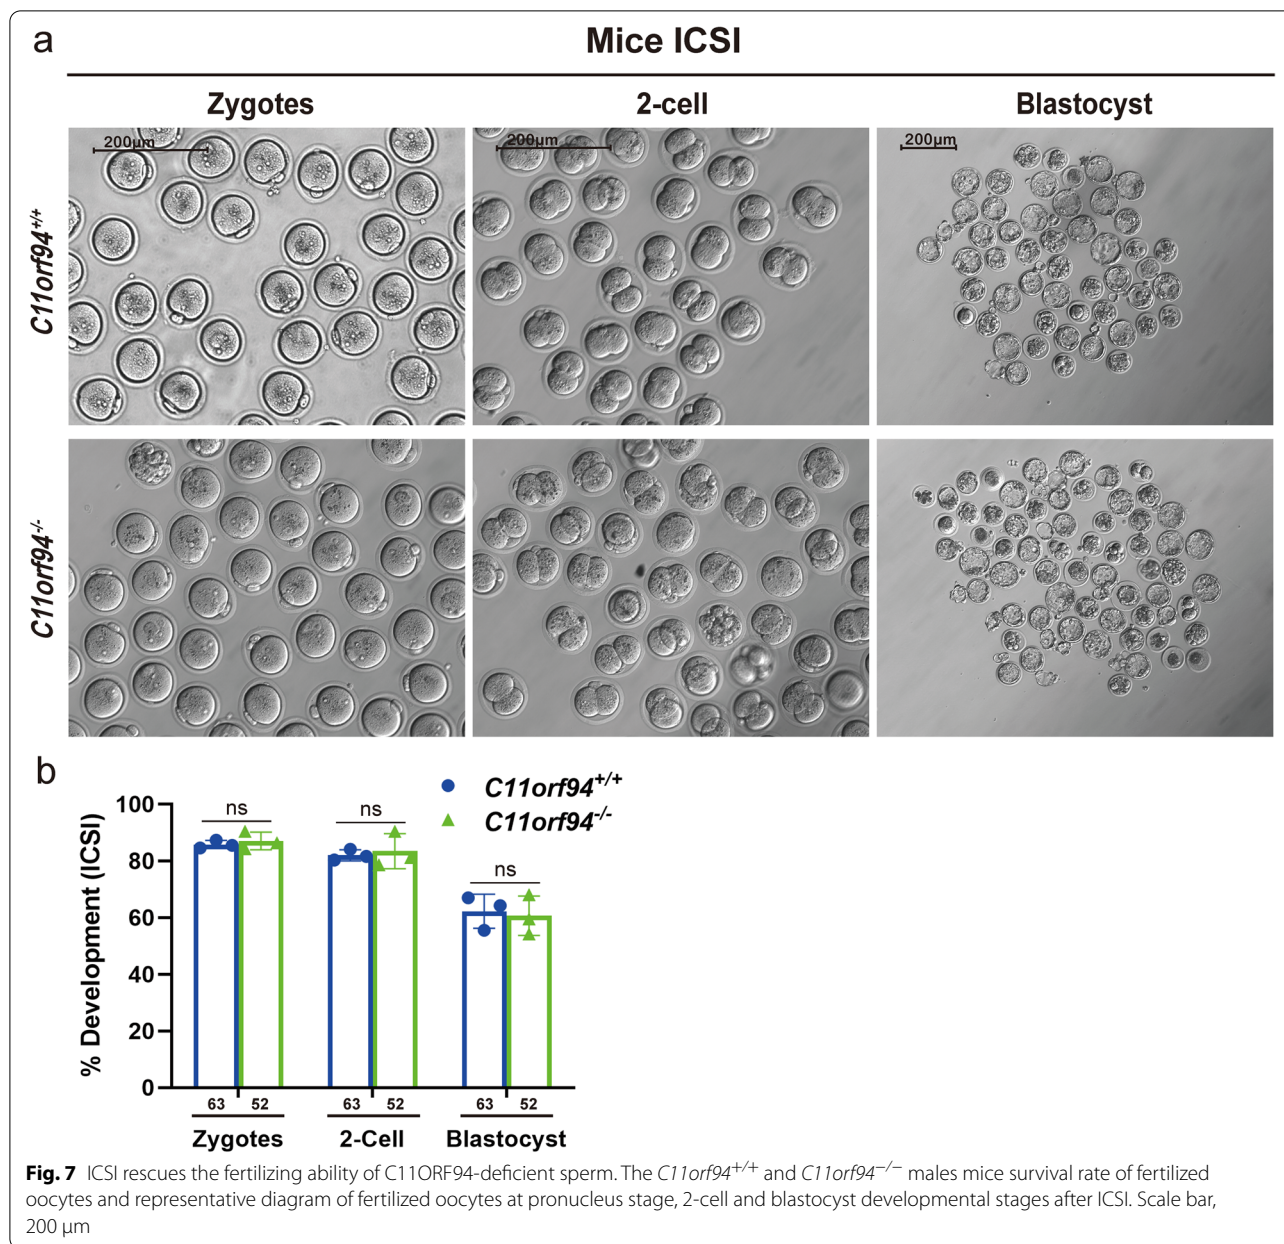 a
Mice ICSI
Zygotes
2-cell
Blastocyst
200μm
200μm
200μm
C11orf94+/+
C11orf94-/-
b
C11orf94+/+
C11orf94-/-
% Development (ICSI)
100
80
60
40
20
0
ns
ns
ns
63 52
63 52
63 52
Zygotes
2-Cell
Blastocyst
Fig. 7 ICSI rescues the fertilizing ability of C11ORF94-deficient sperm. The C11orf94+/+ and C11orf94−/− males mice survival rate of fertilized
oocytes and representative diagram of fertilized oocytes at pronucleus stage, 2-cell and blastocyst developmental stages after ICSI. Scale bar,
200 μm